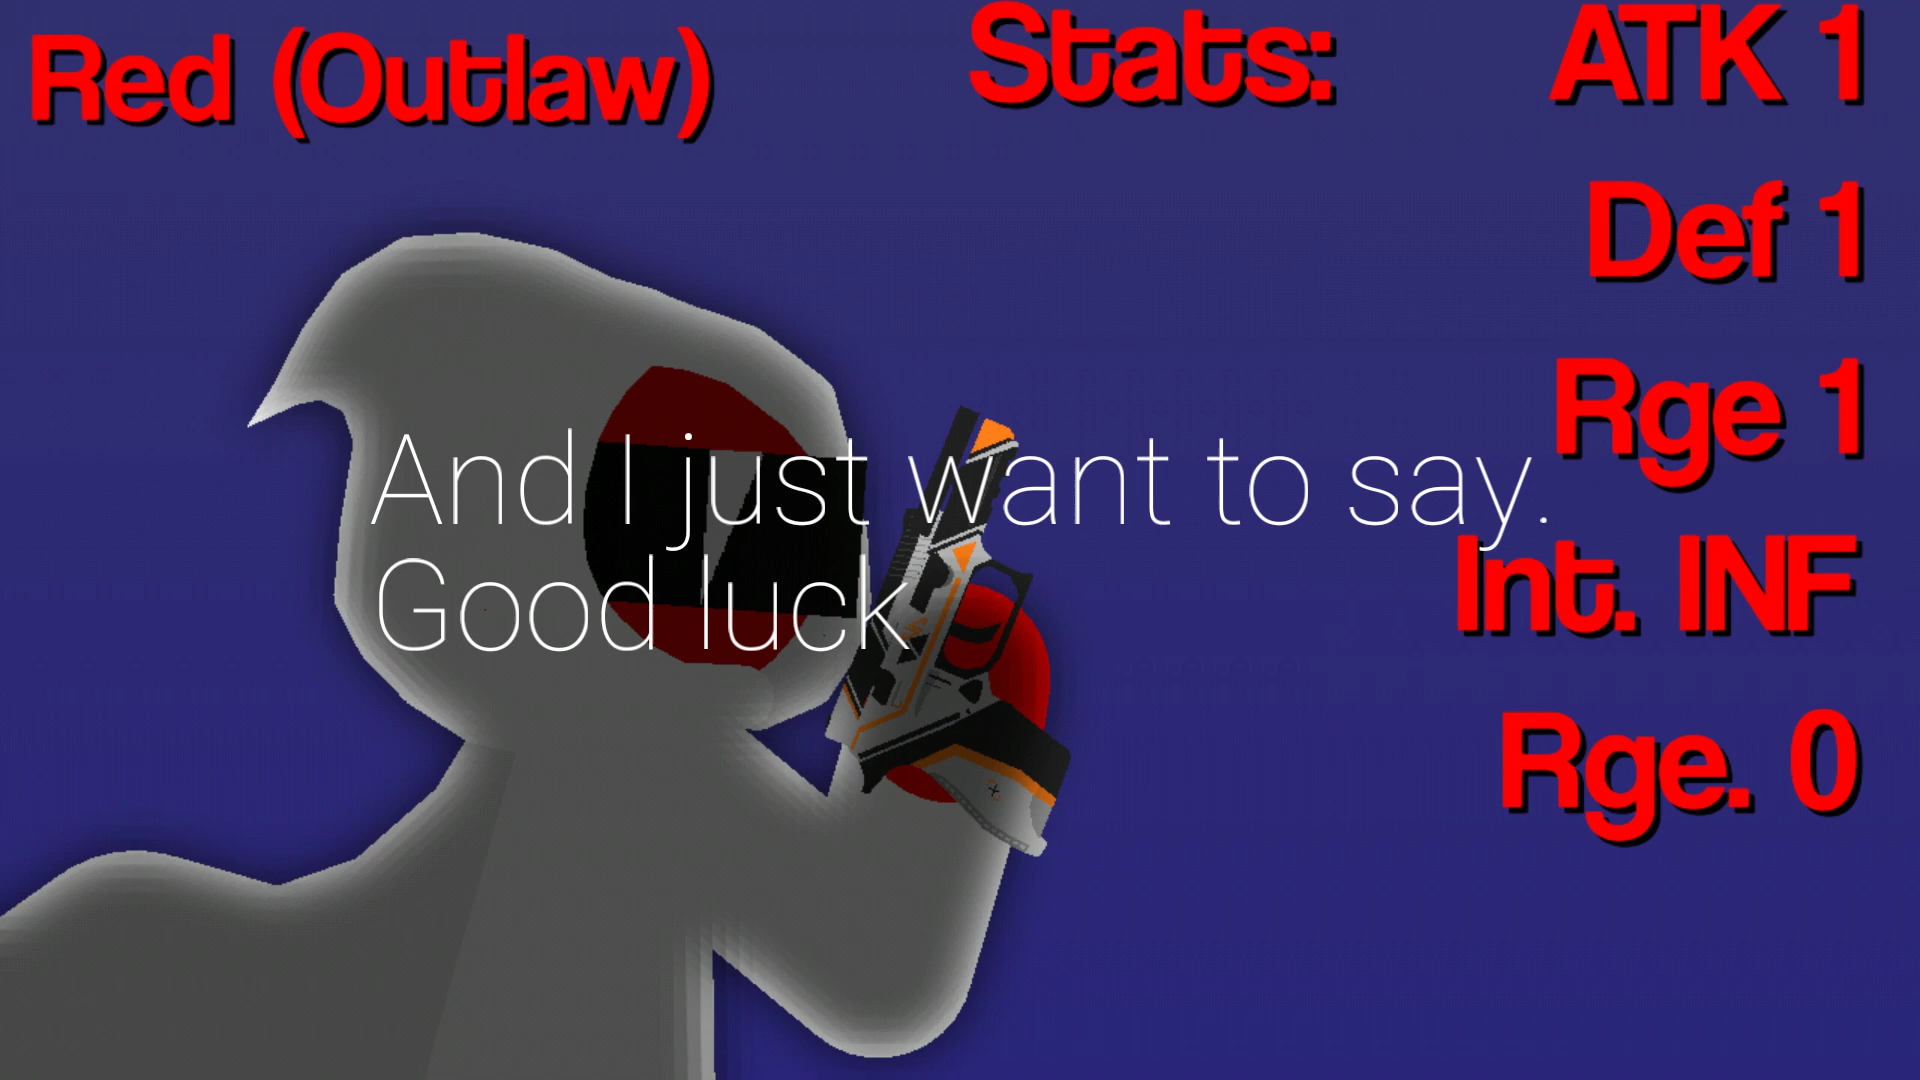 Red (Outlaw)
Stats:
ATK 1
Def 1
Rge 1
Int. INF
Rge. 0
And I just want to say.
Good luck